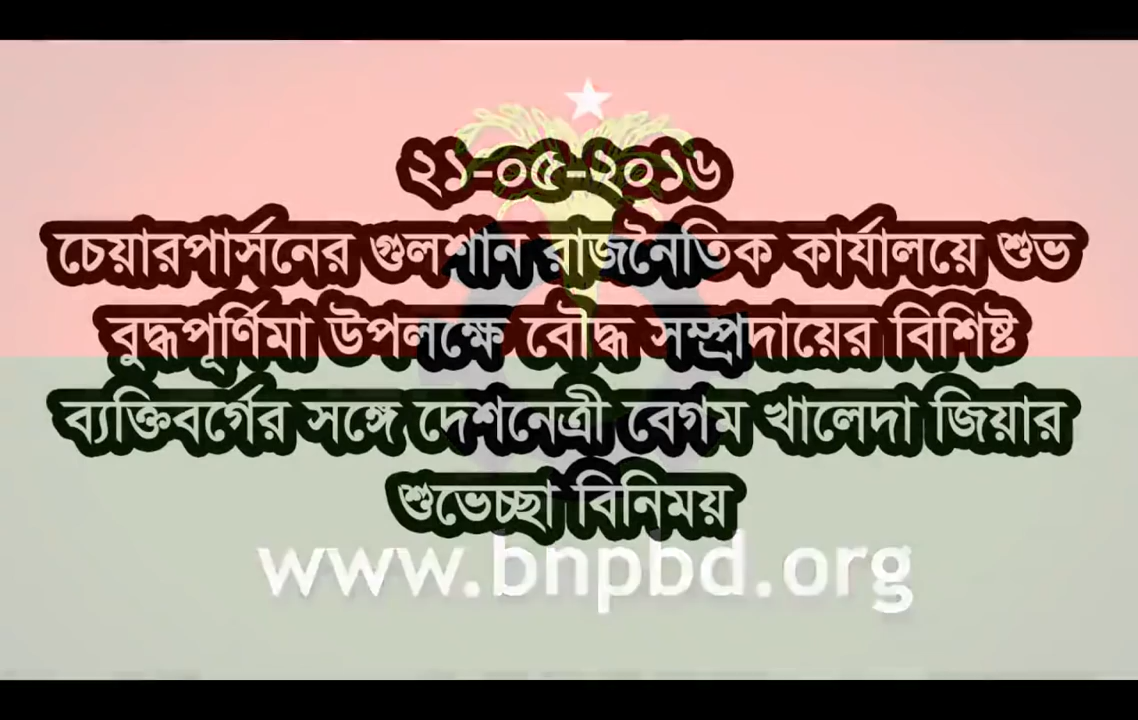 ২১-০৫-২০১৬
চেয়ারপার্সনের গুলশান রাজনৈতিক কার্যালয়ে শুভ
বুদ্ধপূর্ণিমা উপলক্ষে বৌদ্ধ সম্প্রদায়ের বিশিষ্ট
ব্যক্তিবর্গের সঙ্গে দেশনেত্রী বেগম খালেদা জিয়ার
শুভেচ্ছা বিনিময়
www.bnpbd.org